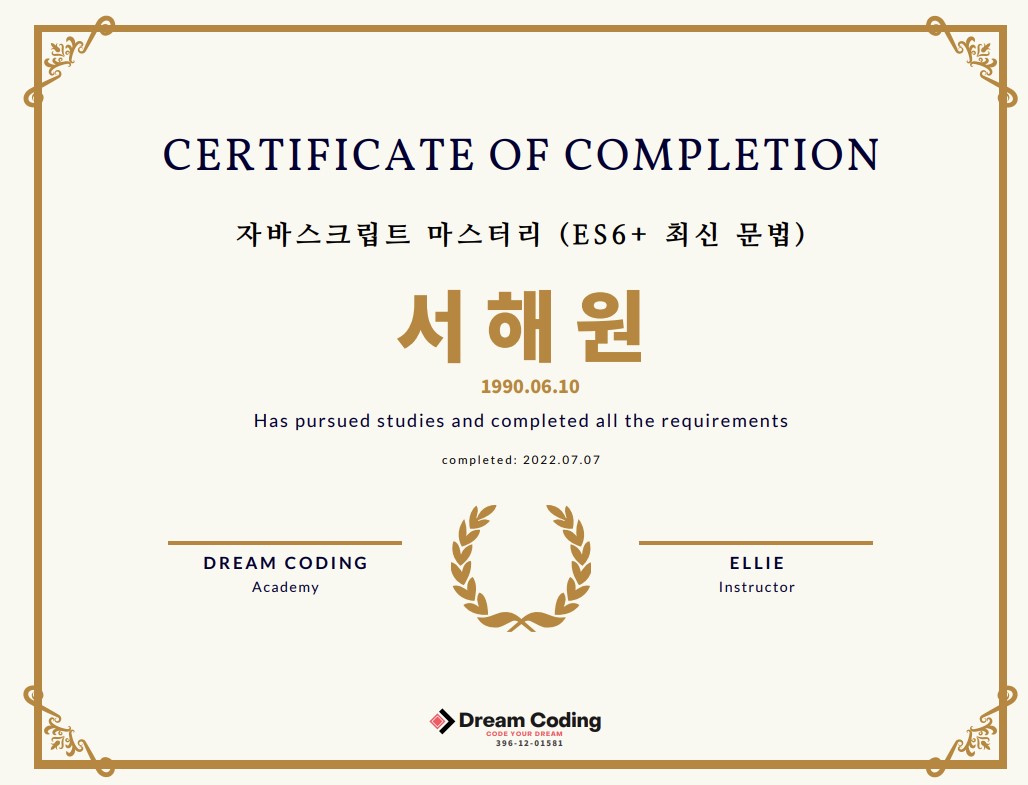 CERTIFICATE OF COMPLETION
자바스크립트 마스터리 (ES6+ 최신 문법)
서해원
1990.06.10
Has pursued studies and completed all the requirements
completed: 2022.07.07
DREAM CODING
Academy
ELLIE
Instructor
Dream Coding
CODE YOUR DREAM
396-12-01581